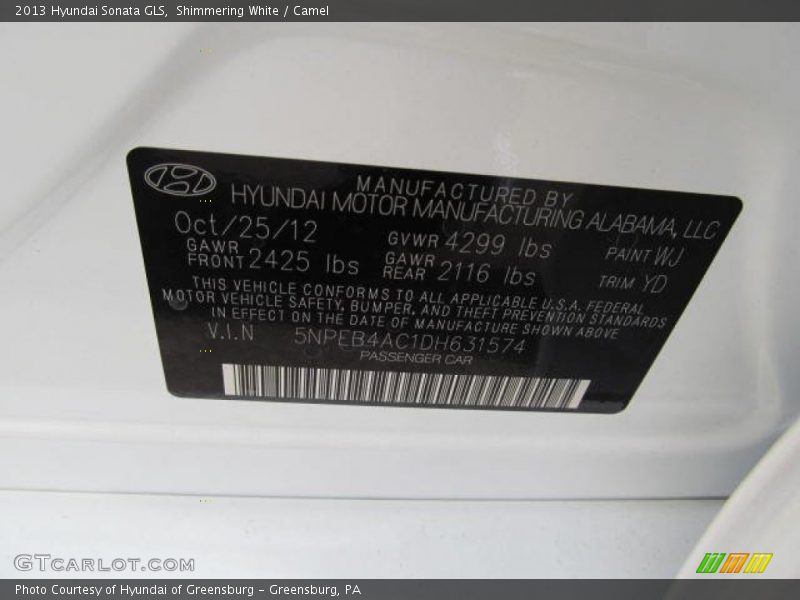 2013 Hyundai Sonata GLS, Shimmering White / Camel
MANUFACTURED BY
HYUNDAI MOTOR MANUFACTURING ALABAMA, LLC
Oct/25/12 GVWR 4299 lbs PAINT WJ
GAWR FRONT 2425 lbs GAWR REAR 2116 lbs TRIM YD
THIS VEHICLE CONFORMS TO ALL APPLICABLE U.S.A. FEDERAL
MOTOR VEHICLE SAFETY, BUMPER, AND THEFT PREVENTION STANDARDS
IN EFFECT ON THE DATE OF MANUFACTURE SHOWN ABOVE
V.I.N 5NPEB4AC1DH631574
PASSENGER CAR
GTCARLOT.COM
Photo Courtesy of Hyundai of Greensburg - Greensburg, PA